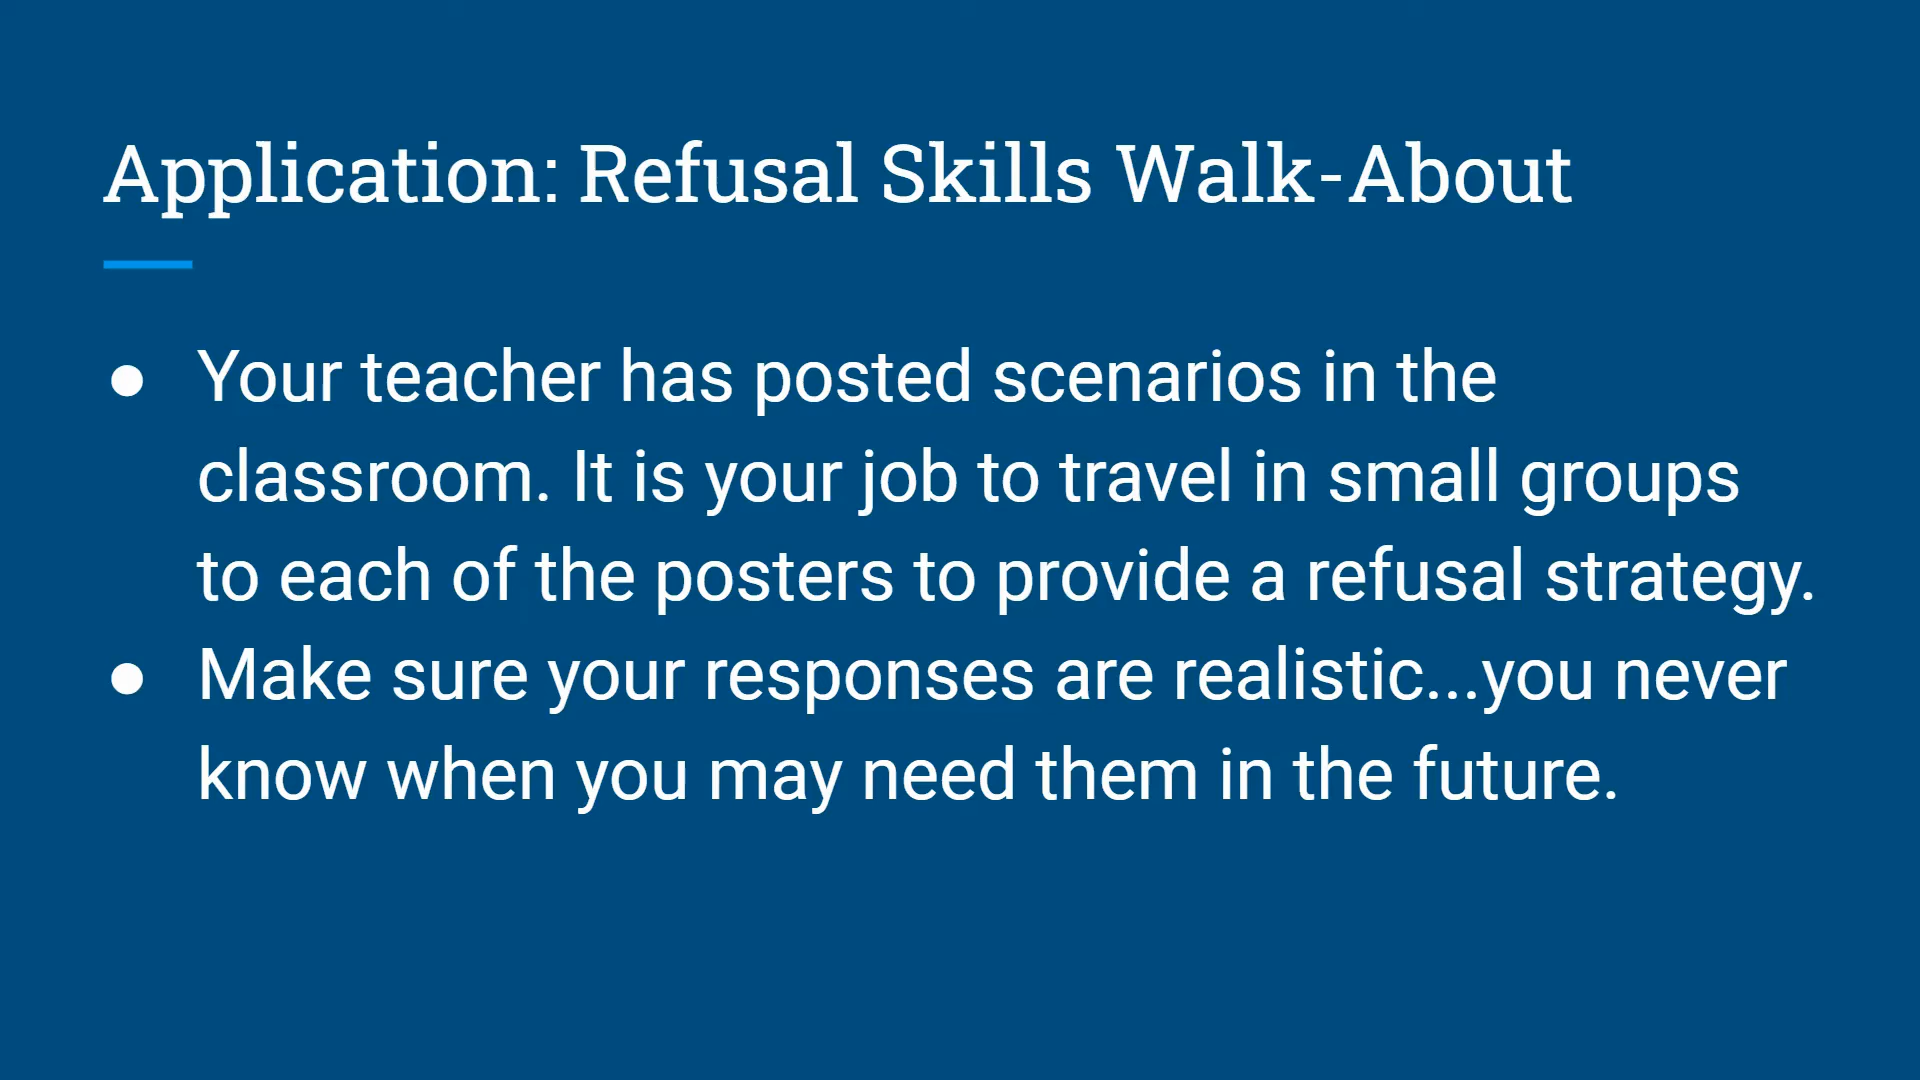 Application: Refusal Skills Walk-About
● Your teacher has posted scenarios in the
classroom. It is your job to travel in small groups
to each of the posters to provide a refusal strategy.
● Make sure your responses are realistic...you never
know when you may need them in the future.